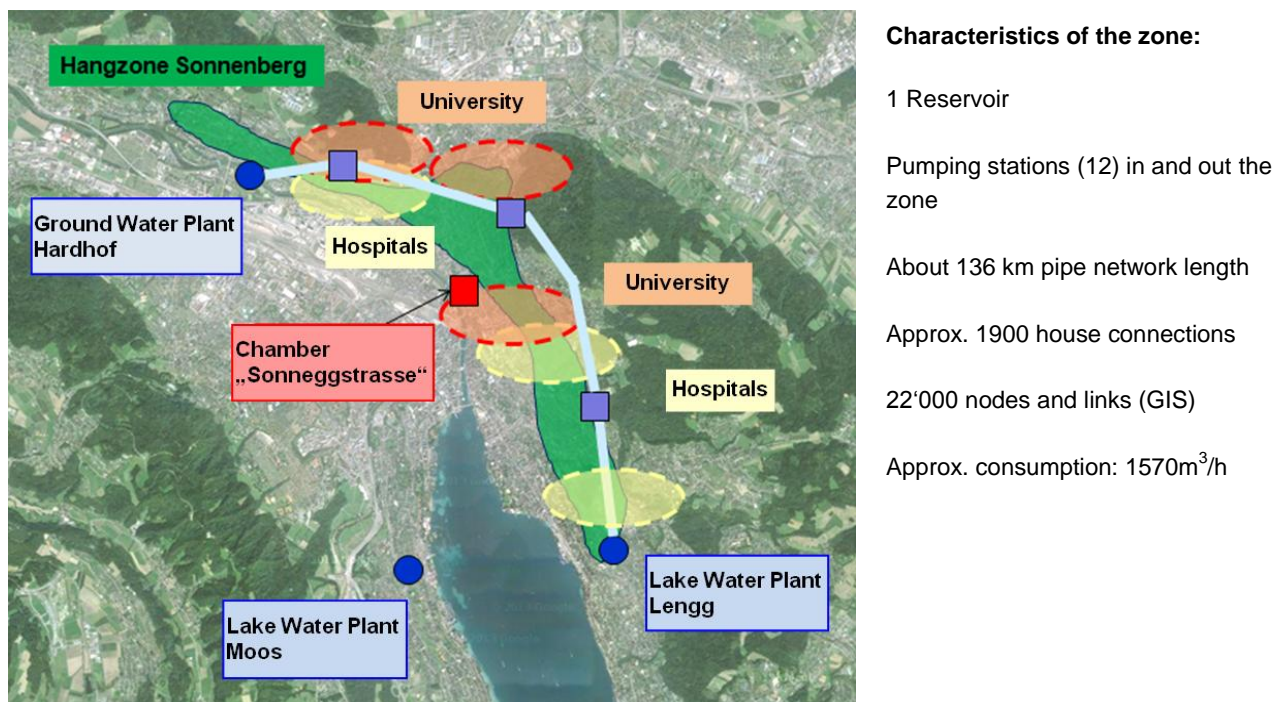 Hangzone Sonnenberg
University
Ground Water Plant
Hardhof
Hospitals
University
Chamber
„Sonneggstrasse“
Hospitals
Lake Water Plant
Moos
Lake Water Plant
Lengg
Characteristics of the zone:
1 Reservoir
Pumping stations (12) in and out the
zone
About 136 km pipe network length
Approx. 1900 house connections
22‘000 nodes and links (GIS)
Approx. consumption: 1570m³/h